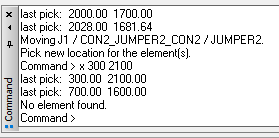 last pick:  2000.00  1700.00
last pick:  2028.00  1681.64
Moving J1 / CON2_JUMPER2_CON2 / JUMPER2.
Pick new location for the element(s).
Command > x 300 2100
last pick:  300.00  2100.00
last pick:  700.00  1600.00
No element found.
Command >
Command